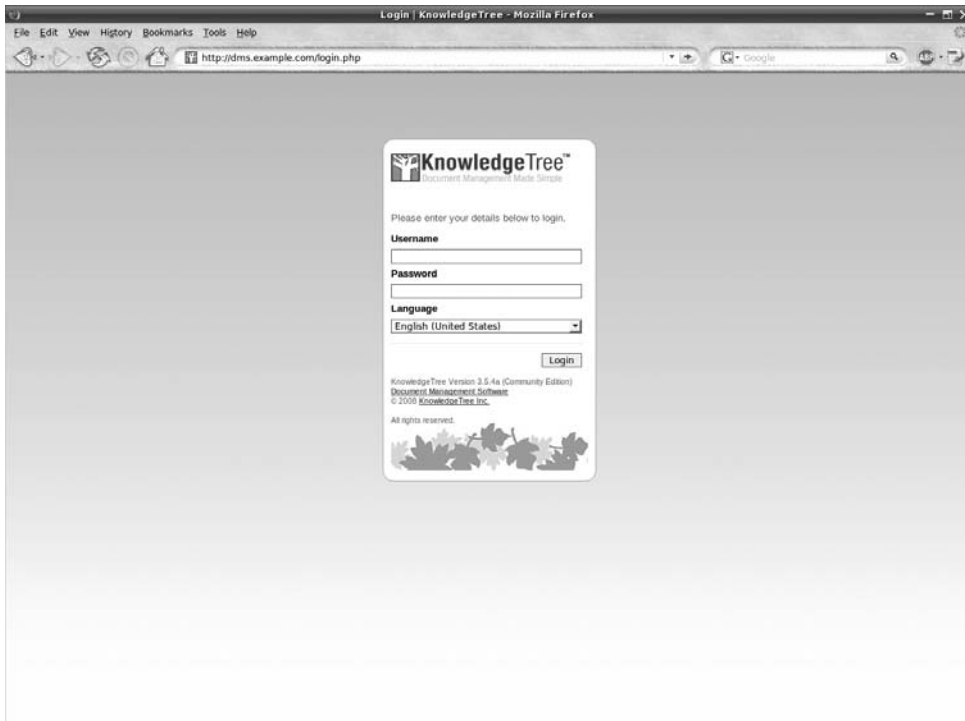 Login | KnowledgeTree - Mozilla Firefox
File Edit View History Bookmarks Tools Help
http://dms.example.com/login.php
G Google
KnowledgeTree™
Document Management Made Simple
Please enter your details below to login.
Username
Password
Language
English (United States)
Login
KnowledgeTree Version 3.5.4a (Community Edition)
Document Management Software
© 2008 KnowledgeTree Inc.
All rights reserved.